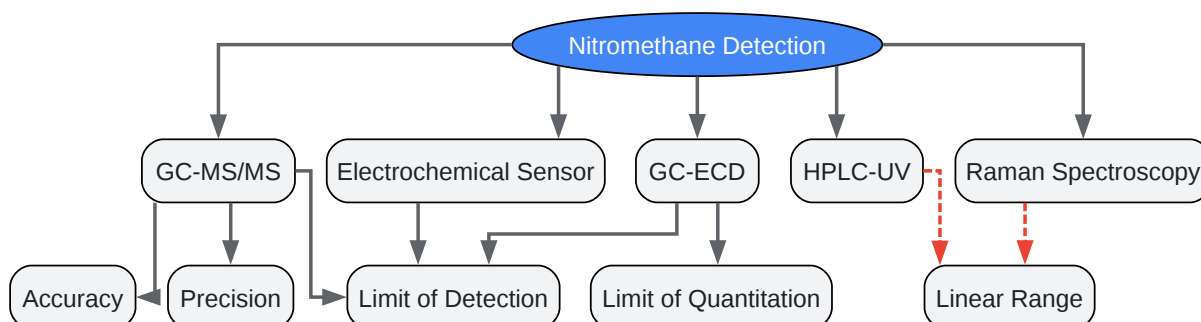 Nitromethane Detection
GC-MS/MS
Electrochemical Sensor
GC-ECD
HPLC-UV
Raman Spectroscopy
Accuracy
Precision
Limit of Detection
Limit of Quantitation
Linear Range